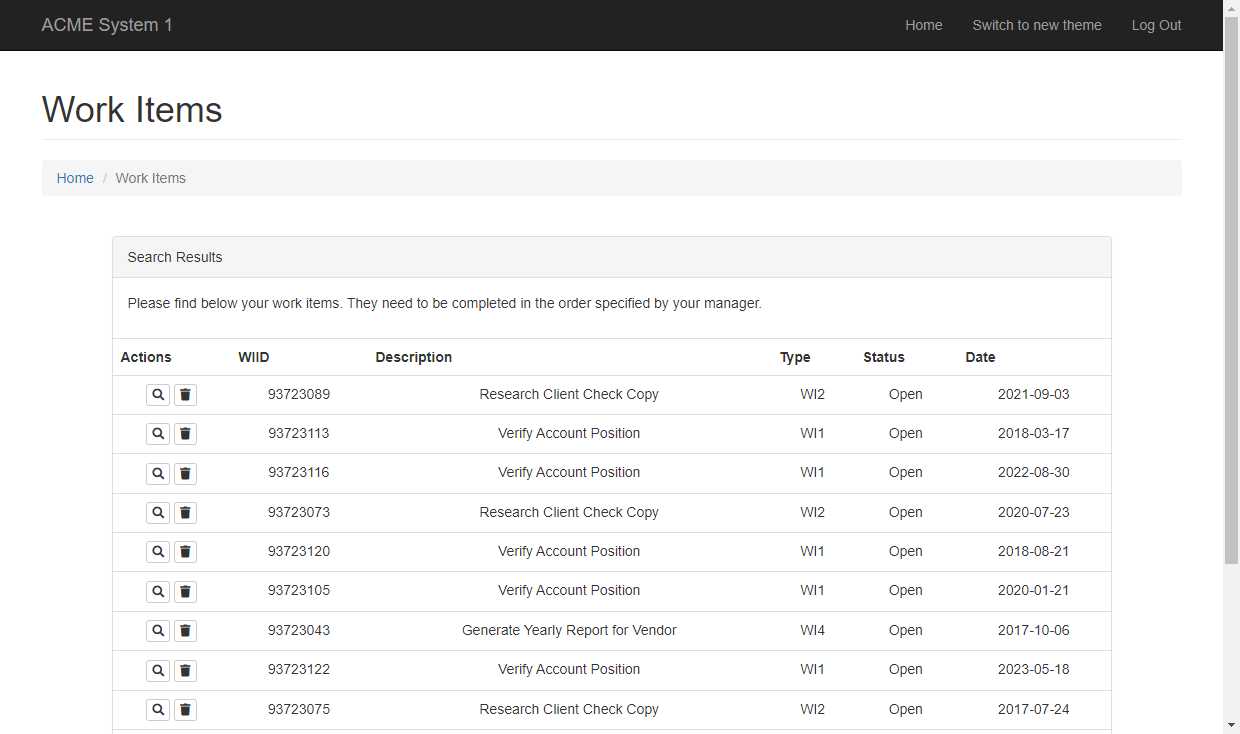 ACME System 1 Home Switch to new theme Log Out
Work Items
Home / Work Items
Search Results
Please find below your work items. They need to be completed in the order specified by your manager.
Actions WIID Description Type Status Date
93723089 Research Client Check Copy WI2 Open 2021-09-03
93723113 Verify Account Position WI1 Open 2018-03-17
93723116 Verify Account Position WI1 Open 2022-08-30
93723073 Research Client Check Copy WI2 Open 2020-07-23
93723120 Verify Account Position WI1 Open 2018-08-21
93723105 Verify Account Position WI1 Open 2020-01-21
93723043 Generate Yearly Report for Vendor WI4 Open 2017-10-06
93723122 Verify Account Position WI1 Open 2023-05-18
93723075 Research Client Check Copy WI2 Open 2017-07-24